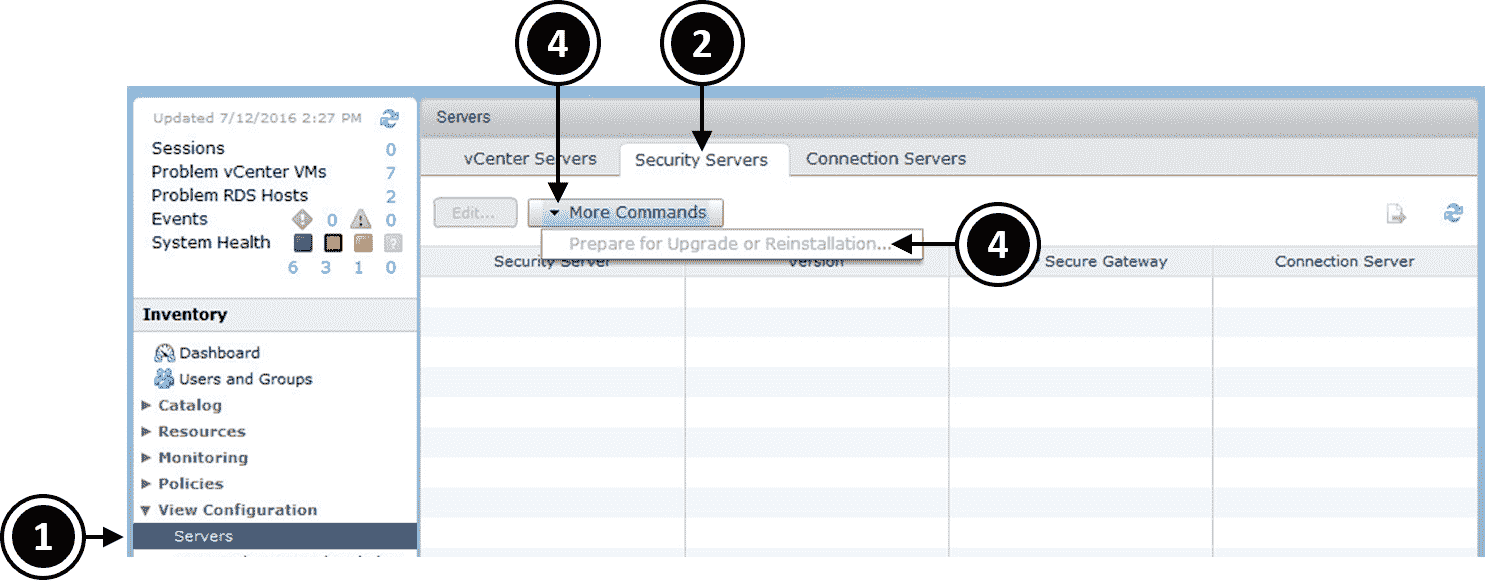 4
2
Updated 7/12/2016 2:27 PM
Servers
Sessions 0
Problem vCenter VMs 7
Problem RDS Hosts 2
Events 0 0
System Health ?
6 3 1 0
vCenter Servers Security Servers Connection Servers
Edit... More Commands
Prepare for Upgrade or Reinstallation...
4
Security Server Version Secure Gateway Connection Server
Inventory
Dashboard
Users and Groups
Catalog
Resources
Monitoring
Policies
View Configuration
1
Servers